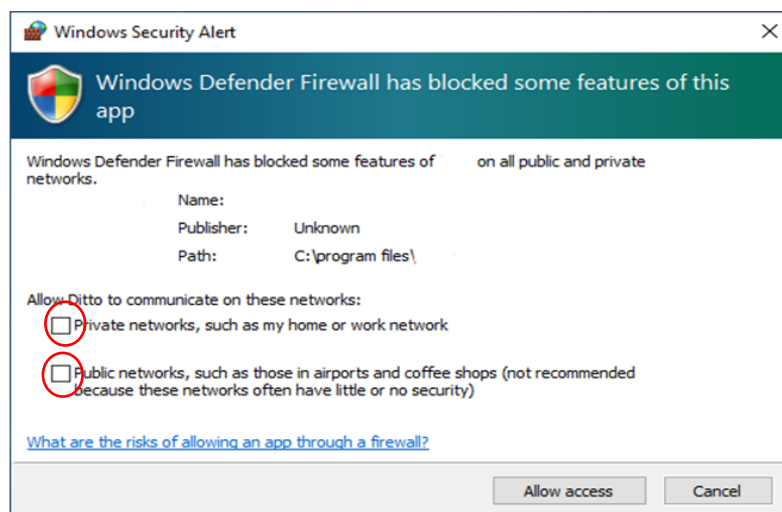 Windows Security Alert
Windows Defender Firewall has blocked some features of this
app
Windows Defender Firewall has blocked some features of on all public and private
networks.
Name:
Publisher: Unknown
Path: C:\program files\
Allow Ditto to communicate on these networks:
Private networks, such as my home or work network
Public networks, such as those in airports and coffee shops (not recommended
because these networks often have little or no security)
What are the risks of allowing an app through a firewall?
Allow access Cancel